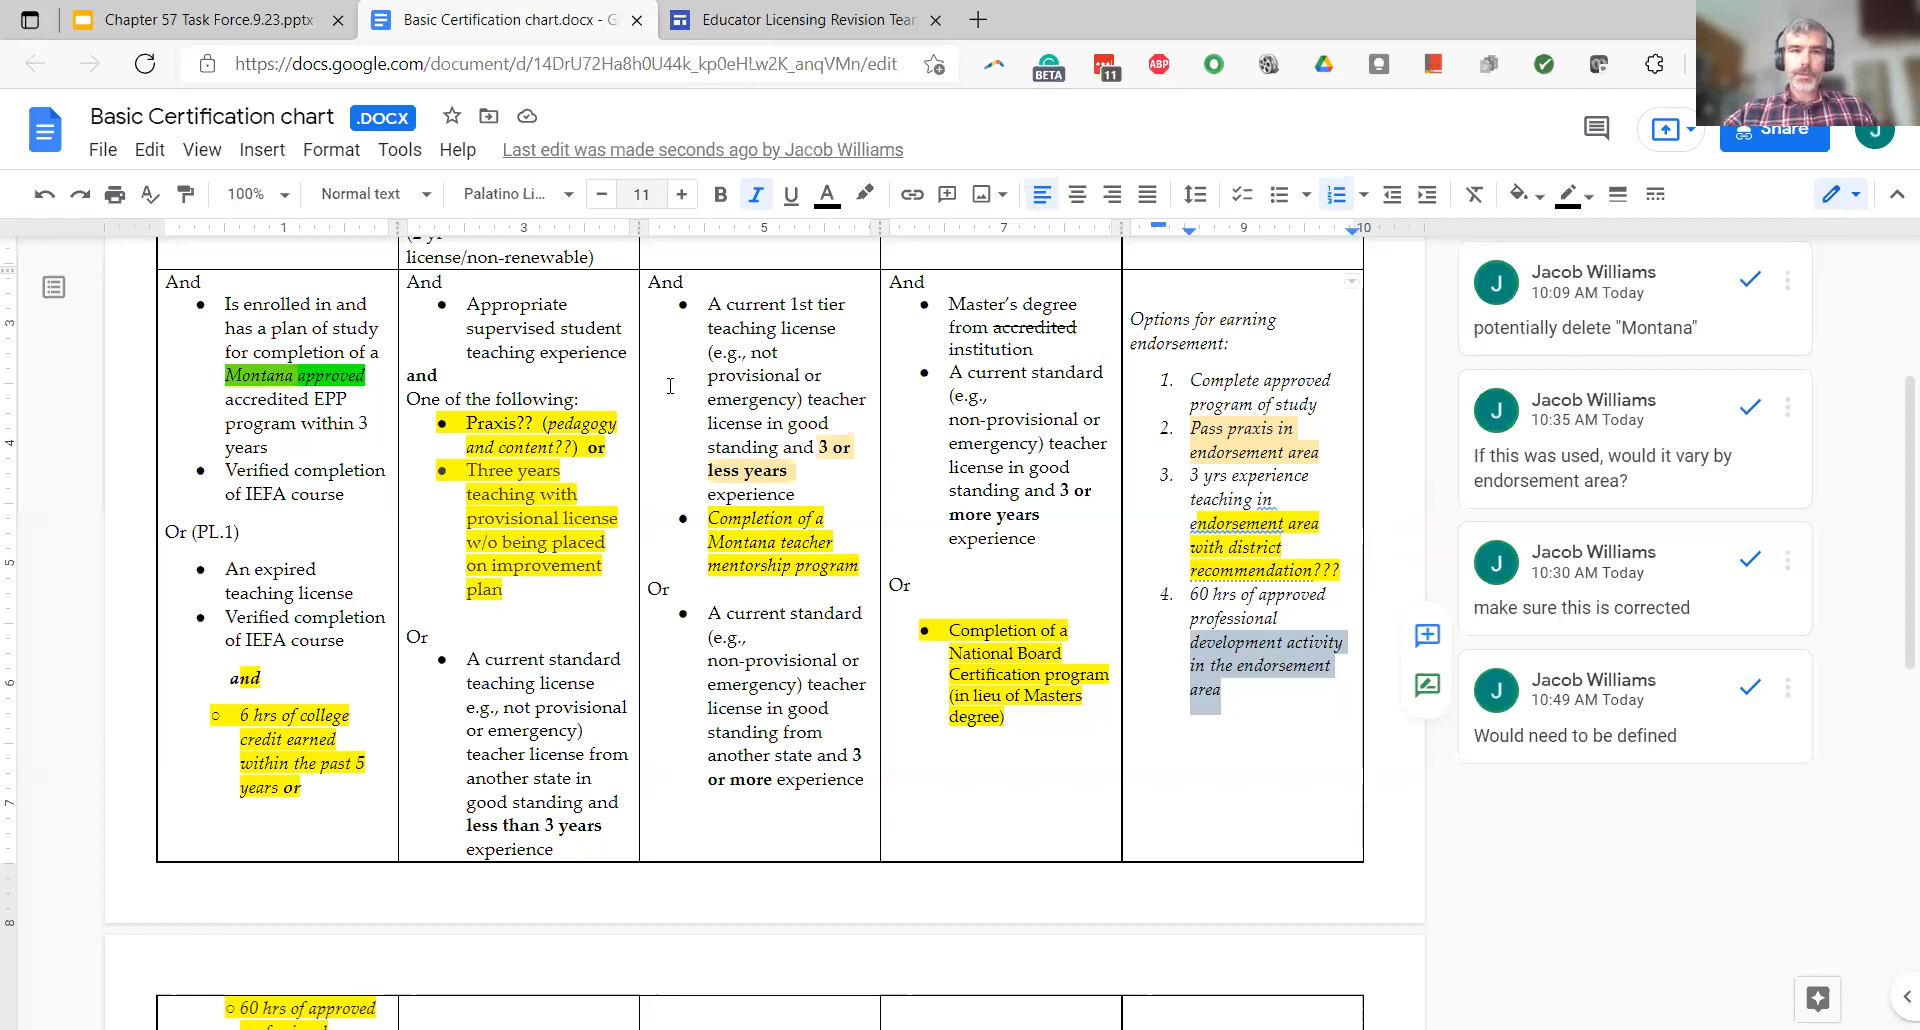 Chapter 57 Task Force.9.23.pptx
Basic Certification chart.docx - G
Educator Licensing Revision Tear
https://docs.google.com/document/d/14DrU72Ha8h0U44k_kp0eHLw2K_anqVMn/edit
BETA
11
ABP
Basic Certification chart
.DOCX
Share
J
File Edit View Insert Format Tools Help
Last edit was made seconds ago by Jacob Williams
100% Normal text Palatino Li... 11 B I U A
1 3 5 7 9 10
license/non-renewable)
And
Is enrolled in and
has a plan of study
for completion of a
Montana approved
accredited EPP
program within 3
years
Verified completion
of IEFA course
Or (PL.1)
An expired
teaching license
Verified completion
of IEFA course
and
6 hrs of college
credit earned
within the past 5
years or
And
Appropriate
supervised student
teaching experience
and
One of the following:
Praxis?? (pedagogy
and content??) or
Three years
teaching with
provisional license
w/o being placed
on improvement
plan
Or
A current standard
teaching license
e.g., not provisional
or emergency)
teacher license from
another state in
good standing and
less than 3 years
experience
And
A current 1st tier
teaching license
(e.g., not
provisional or
emergency) teacher
license in good
standing and 3 or
less years
experience
Completion of a
Montana teacher
mentorship program
Or
A current standard
(e.g.,
non-provisional or
emergency) teacher
license in good
standing from
another state and 3
or more experience
And
Master's degree
from accredited
institution
A current standard
(e.g.,
non-provisional or
emergency) teacher
license in good
standing and 3 or
more years
experience
Or
Completion of a
National Board
Certification program
(in lieu of Masters
degree)
Options for earning
endorsement:
1. Complete approved
program of study
2. Pass praxis in
endorsement area
3. 3 yrs experience
teaching in
endorsement area
with district
recommendation???
4. 60 hrs of approved
professional
development activity
in the endorsement
area
60 hrs of approved
J
Jacob Williams
10:09 AM Today
potentially delete "Montana"
J
Jacob Williams
10:35 AM Today
If this was used, would it vary by
endorsement area?
J
Jacob Williams
10:30 AM Today
make sure this is corrected
J
Jacob Williams
10:49 AM Today
Would need to be defined
3
4
5
6
7
8